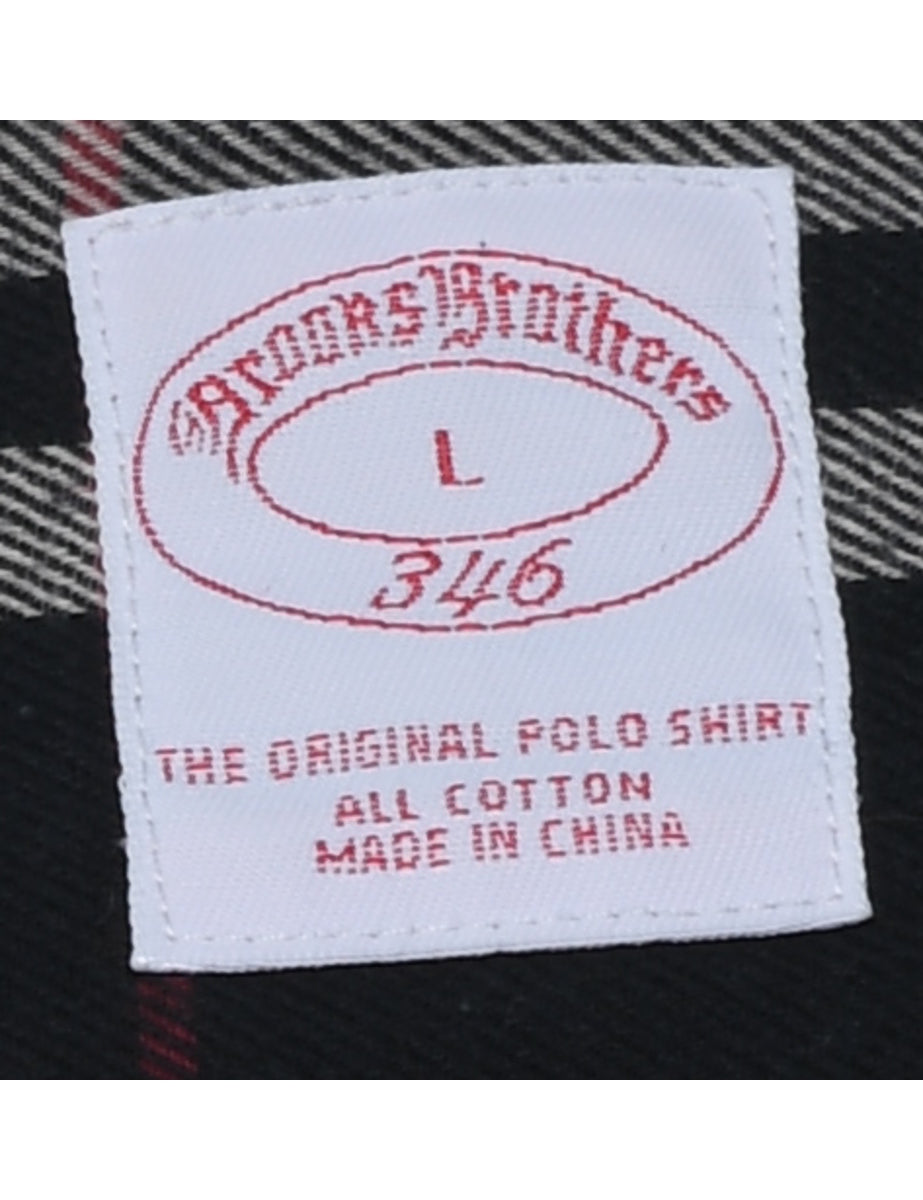 Brooks Brothers
L
346
THE ORIGINAL POLO SHIRT
ALL COTTON
MADE IN CHINA